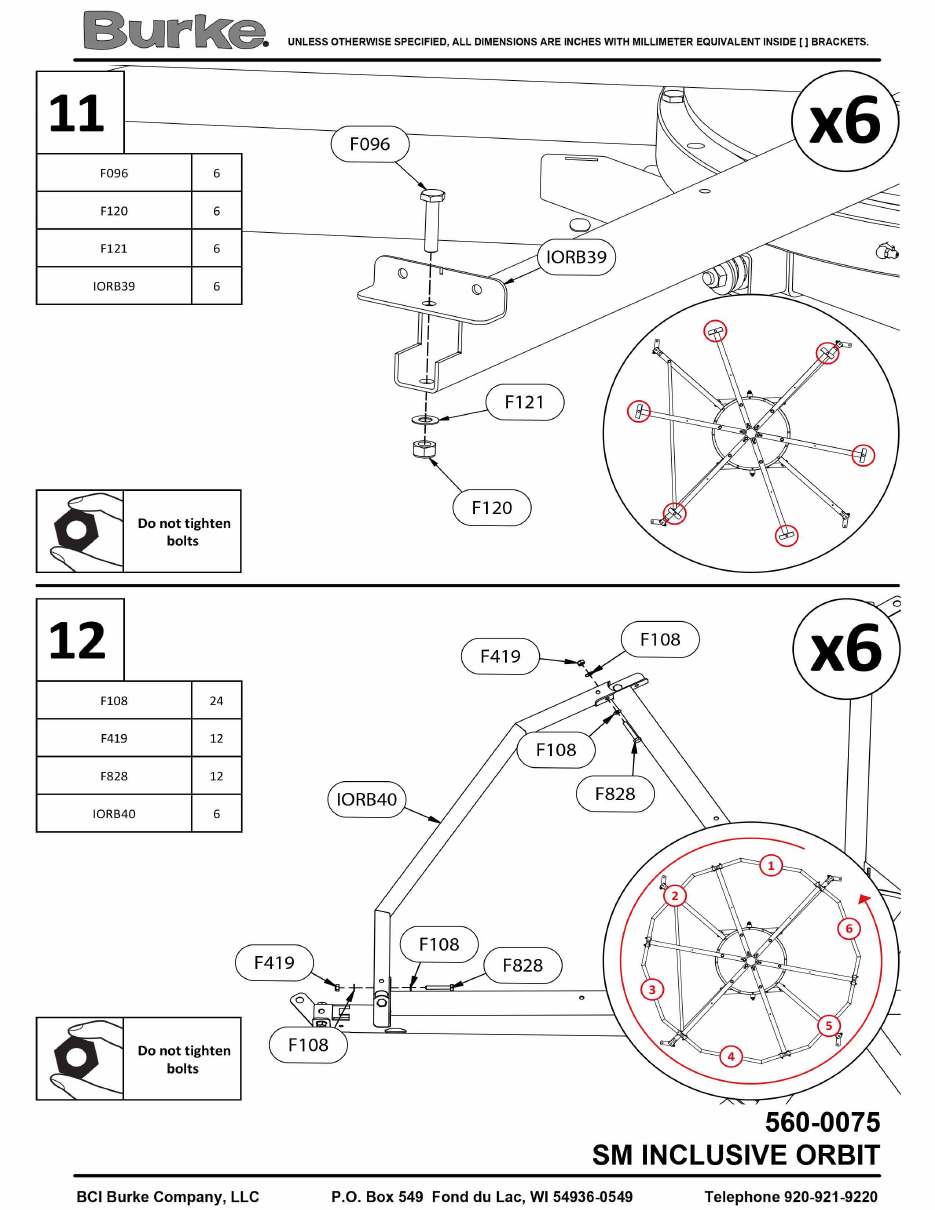 Burke.
UNLESS OTHERWISE SPECIFIED, ALL DIMENSIONS ARE INCHES WITH MILLIMETER EQUIVALENT INSIDE [ ] BRACKETS.
11
x6
F096 6
F120 6
F121 6
IORB39 6
F096
IORB39
F121
F120
Do not tighten
bolts
12
x6
F108 24
F419 12
F828 12
IORB40 6
F419
F108
F108
F828
IORB40
F419
F108
F828
F108
1
2
3
4
5
6
Do not tighten
bolts
560-0075
SM INCLUSIVE ORBIT
BCI Burke Company, LLC P.O. Box 549 Fond du Lac, WI 54936-0549 Telephone 920-921-9220